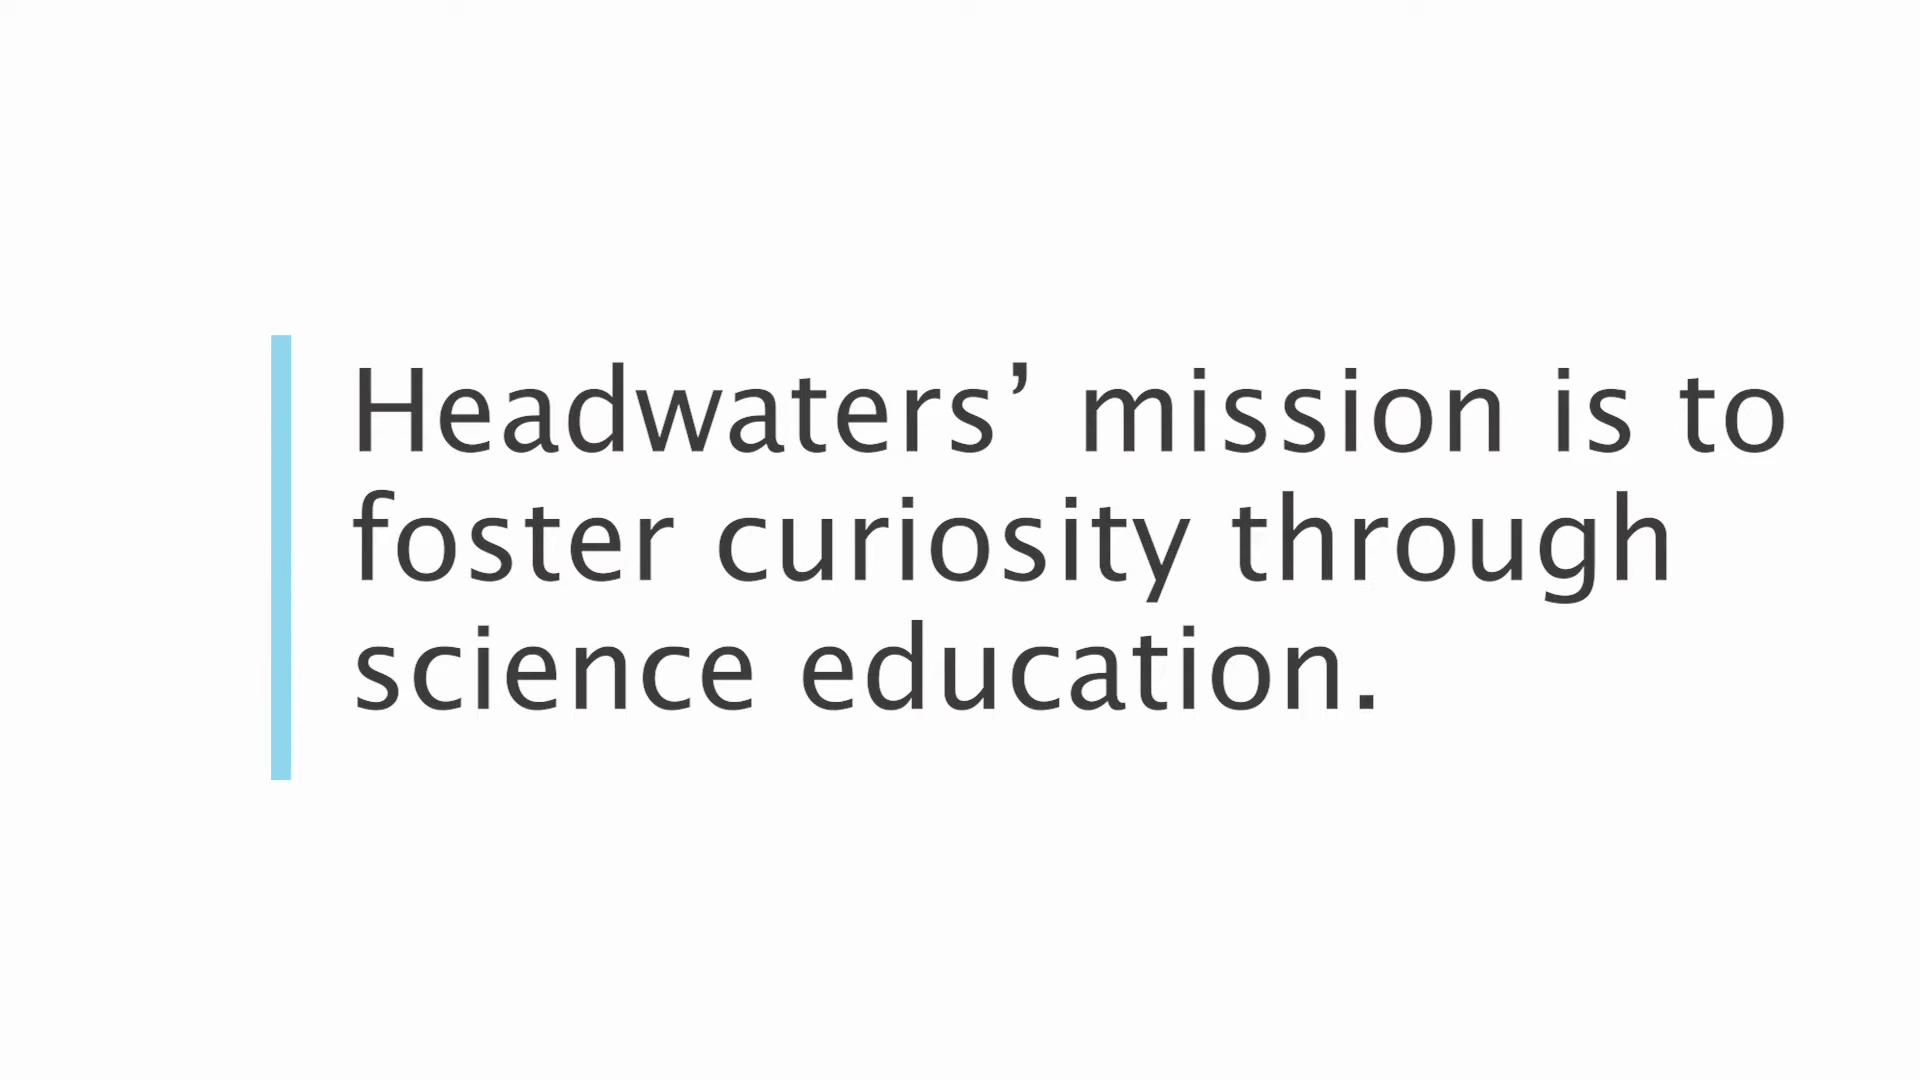 Headwaters’ mission is to
foster curiosity through
science education.